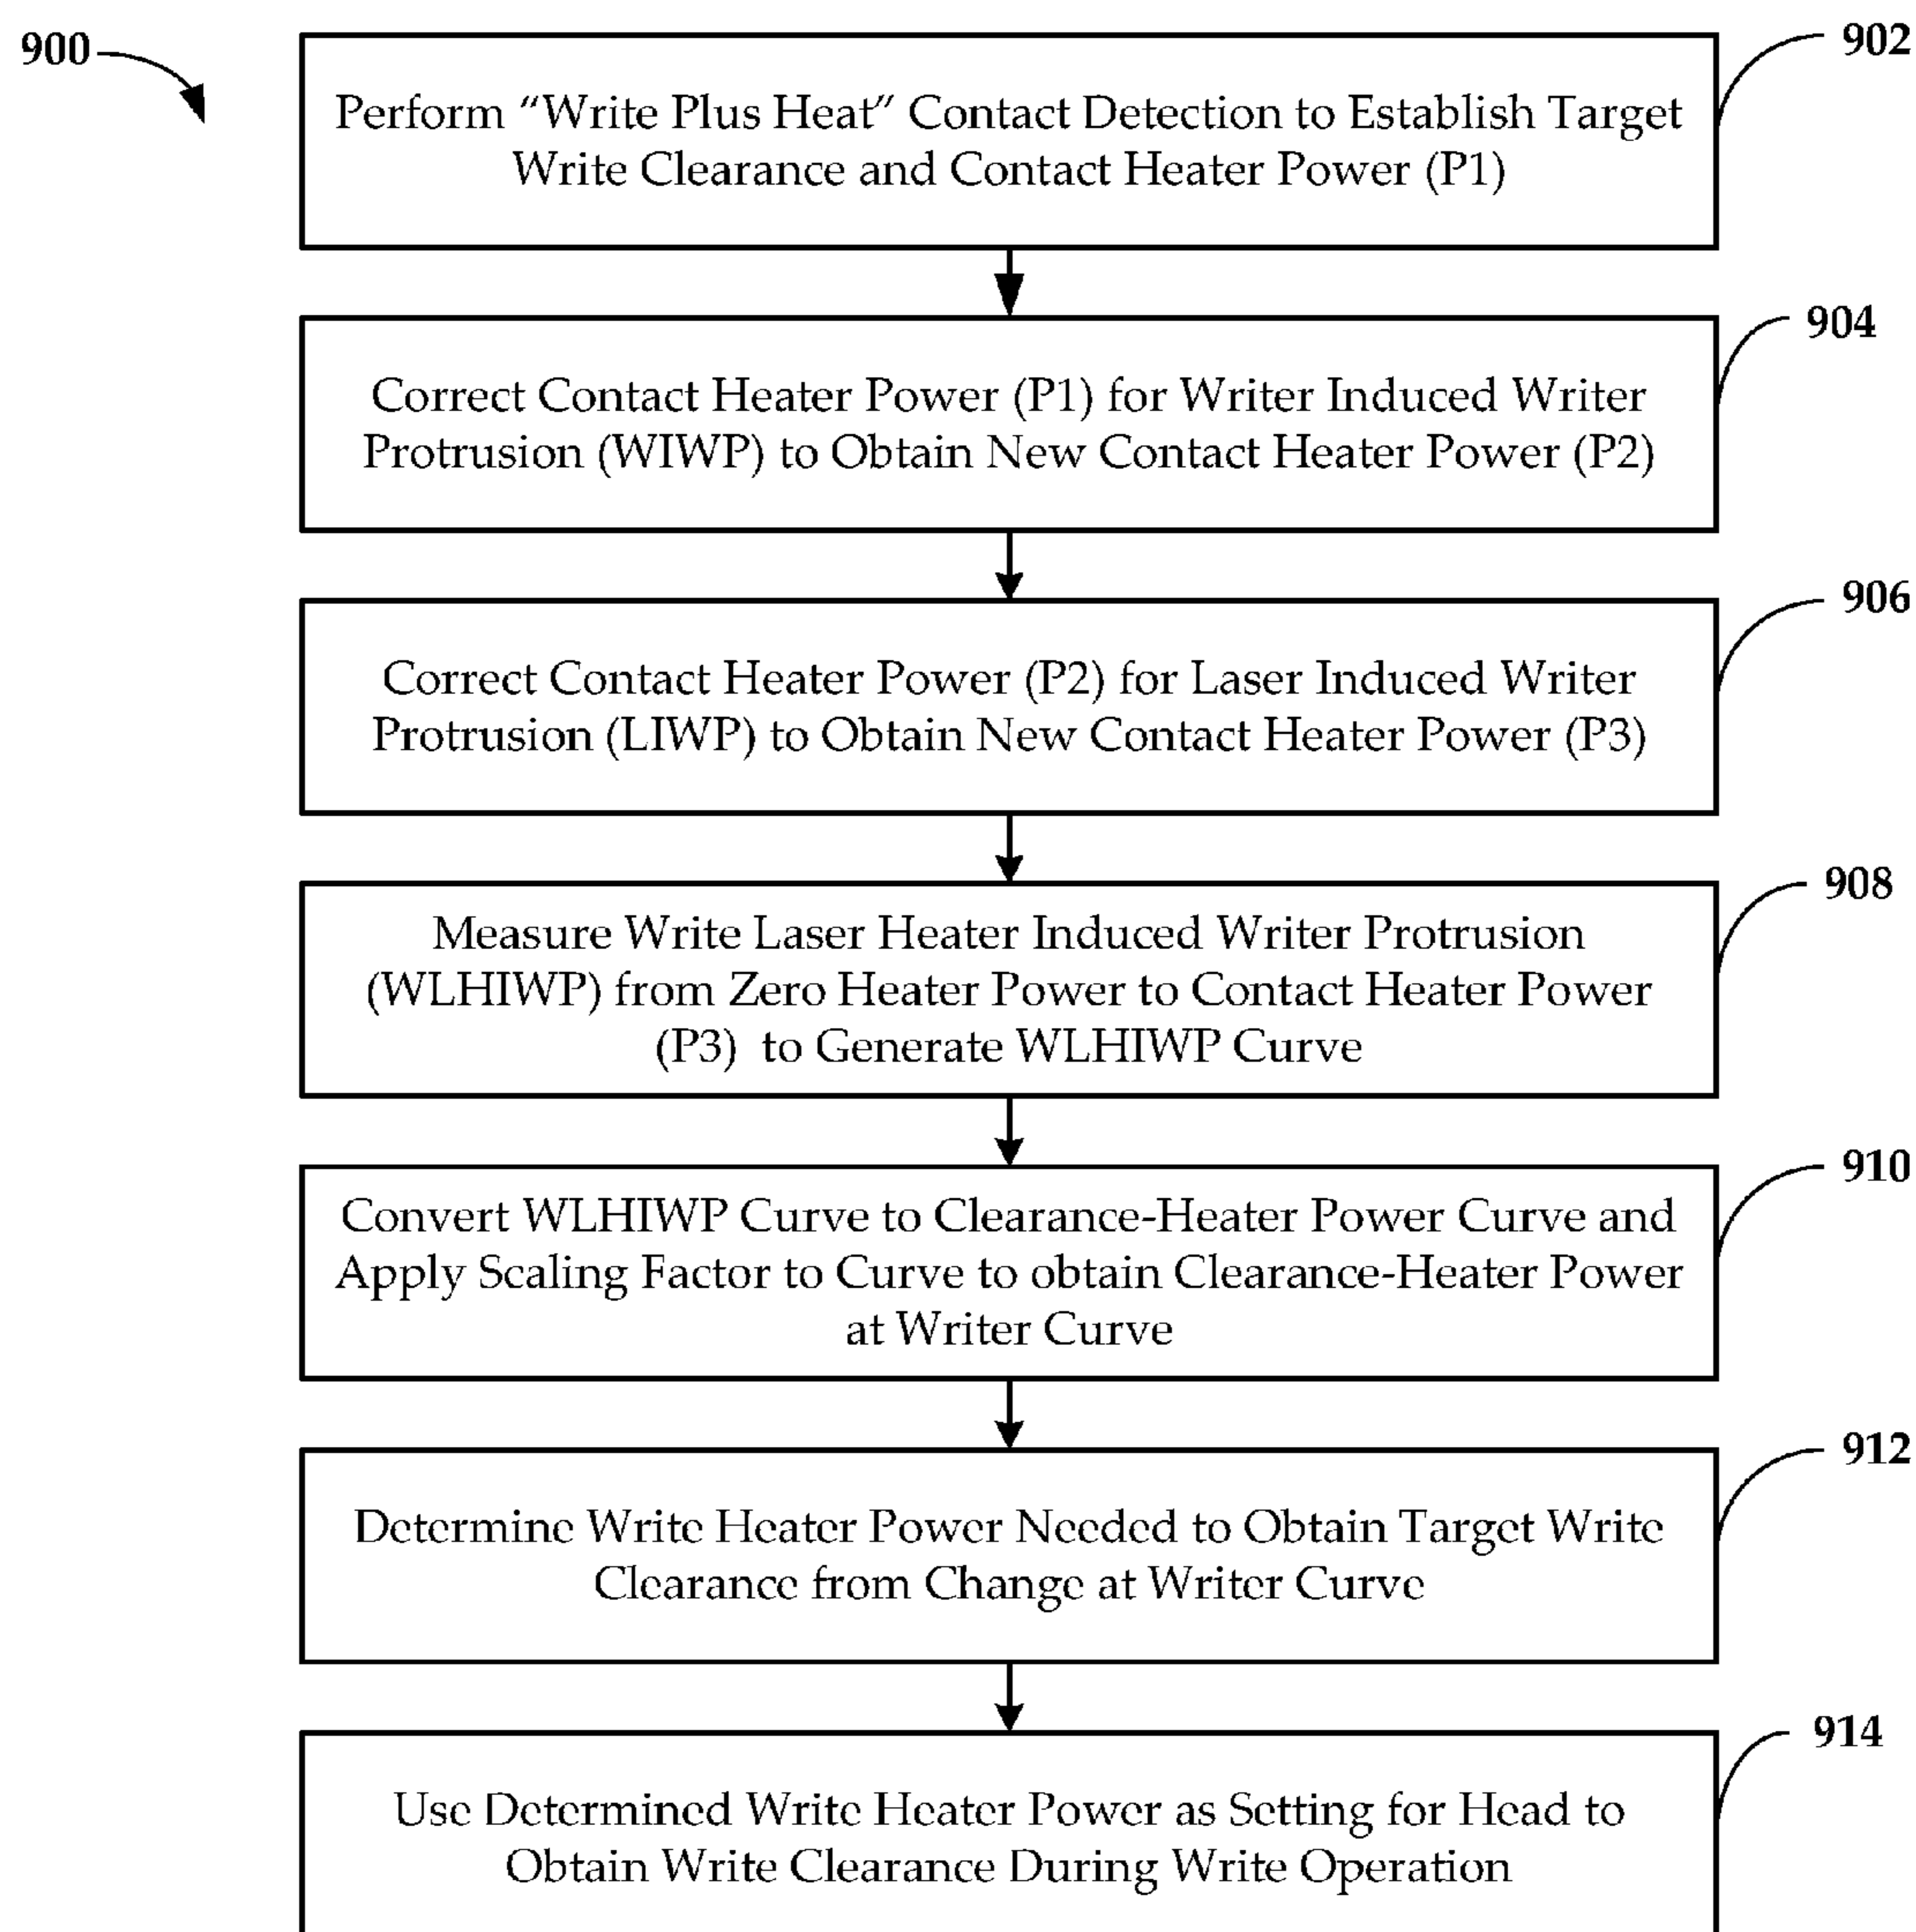 900
902
Perform “Write Plus Heat” Contact Detection to Establish Target
Write Clearance and Contact Heater Power (P1)
904
Correct Contact Heater Power (P1) for Writer Induced Writer
Protrusion (WIWP) to Obtain New Contact Heater Power (P2)
906
Correct Contact Heater Power (P2) for Laser Induced Writer
Protrusion (LIWP) to Obtain New Contact Heater Power (P3)
908
Measure Write Laser Heater Induced Writer Protrusion
(WLHIWP) from Zero Heater Power to Contact Heater Power
(P3) to Generate WLHIWP Curve
910
Convert WLHIWP Curve to Clearance-Heater Power Curve and
Apply Scaling Factor to Curve to obtain Clearance-Heater Power
at Writer Curve
912
Determine Write Heater Power Needed to Obtain Target Write
Clearance from Change at Writer Curve
914
Use Determined Write Heater Power as Setting for Head to
Obtain Write Clearance During Write Operation